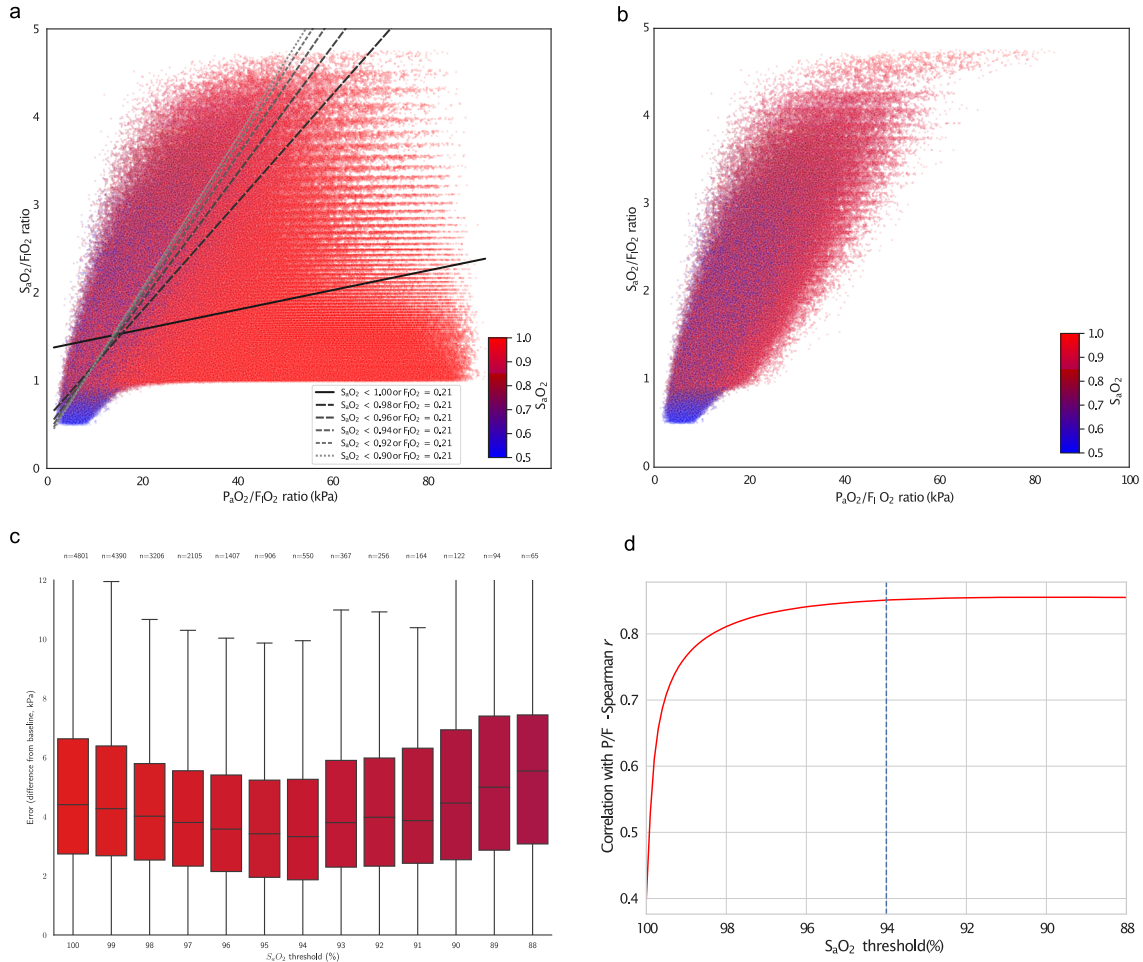 a
5
4
3
2
1
0
SₐO₂/FᵢO₂ ratio
0
20
40
60
80
PₐO₂/FᵢO₂ ratio (kPa)
SₐO₂ < 1.00 or FᵢO₂ = 0.21
SₐO₂ < 0.98 or FᵢO₂ = 0.21
SₐO₂ < 0.96 or FᵢO₂ = 0.21
SₐO₂ < 0.94 or FᵢO₂ = 0.21
SₐO₂ < 0.92 or FᵢO₂ = 0.21
SₐO₂ < 0.90 or FᵢO₂ = 0.21
1.0
0.9
0.8
0.7
0.6
0.5
SₐO₂
b
5
4
3
2
1
0
SₐO₂/FᵢO₂ ratio
0
20
40
60
80
100
PₐO₂/FᵢO₂ ratio (kPa)
1.0
0.9
0.8
0.7
0.6
0.5
SₐO₂
c
n=4801 n=4390 n=3206 n=2105 n=1407 n=906 n=550 n=367 n=256 n=164 n=122 n=94 n=65
12
10
8
6
4
2
0
Error (difference from baseline, kPa)
100 99 98 97 96 95 94 93 92 91 90 89 88
SₐO₂ threshold (%)
d
0.8
0.7
0.6
0.5
0.4
Correlation with P/F -Spearman r
100 98 96 94 92 90 88
SₐO₂ threshold(%)